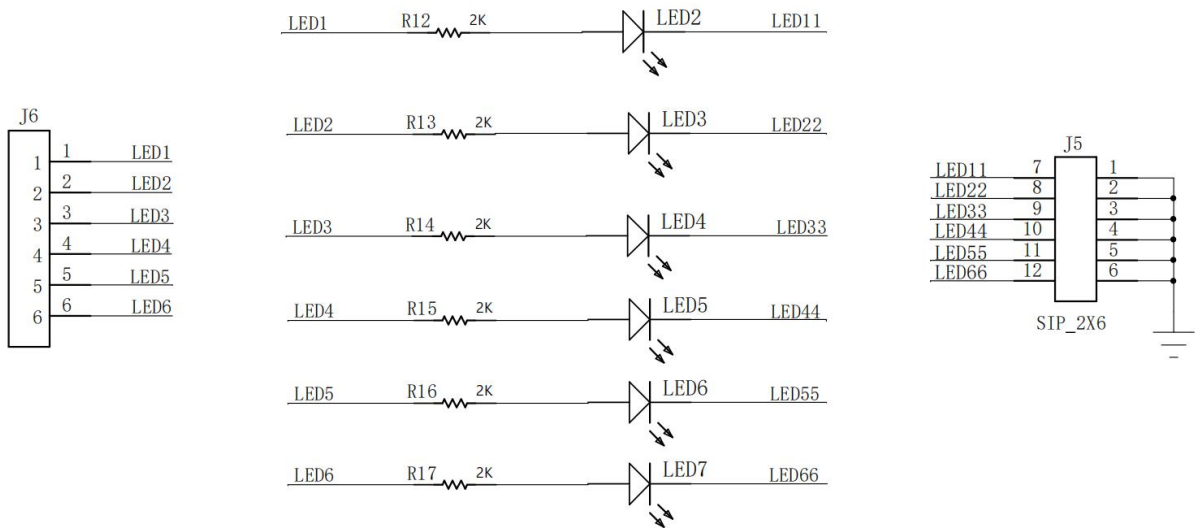 LED1 R12 2K LED2 LED11
LED2 R13 2K LED3 LED22
LED3 R14 2K LED4 LED33
LED4 R15 2K LED5 LED44
LED5 R16 2K LED6 LED55
LED6 R17 2K LED7 LED66
J6
1 1 LED1
2 2 LED2
3 3 LED3
4 4 LED4
5 5 LED5
6 6 LED6
J5
LED11 7 1
LED22 8 2
LED33 9 3
LED44 10 4
LED55 11 5
LED66 12 6
SIP_2X6